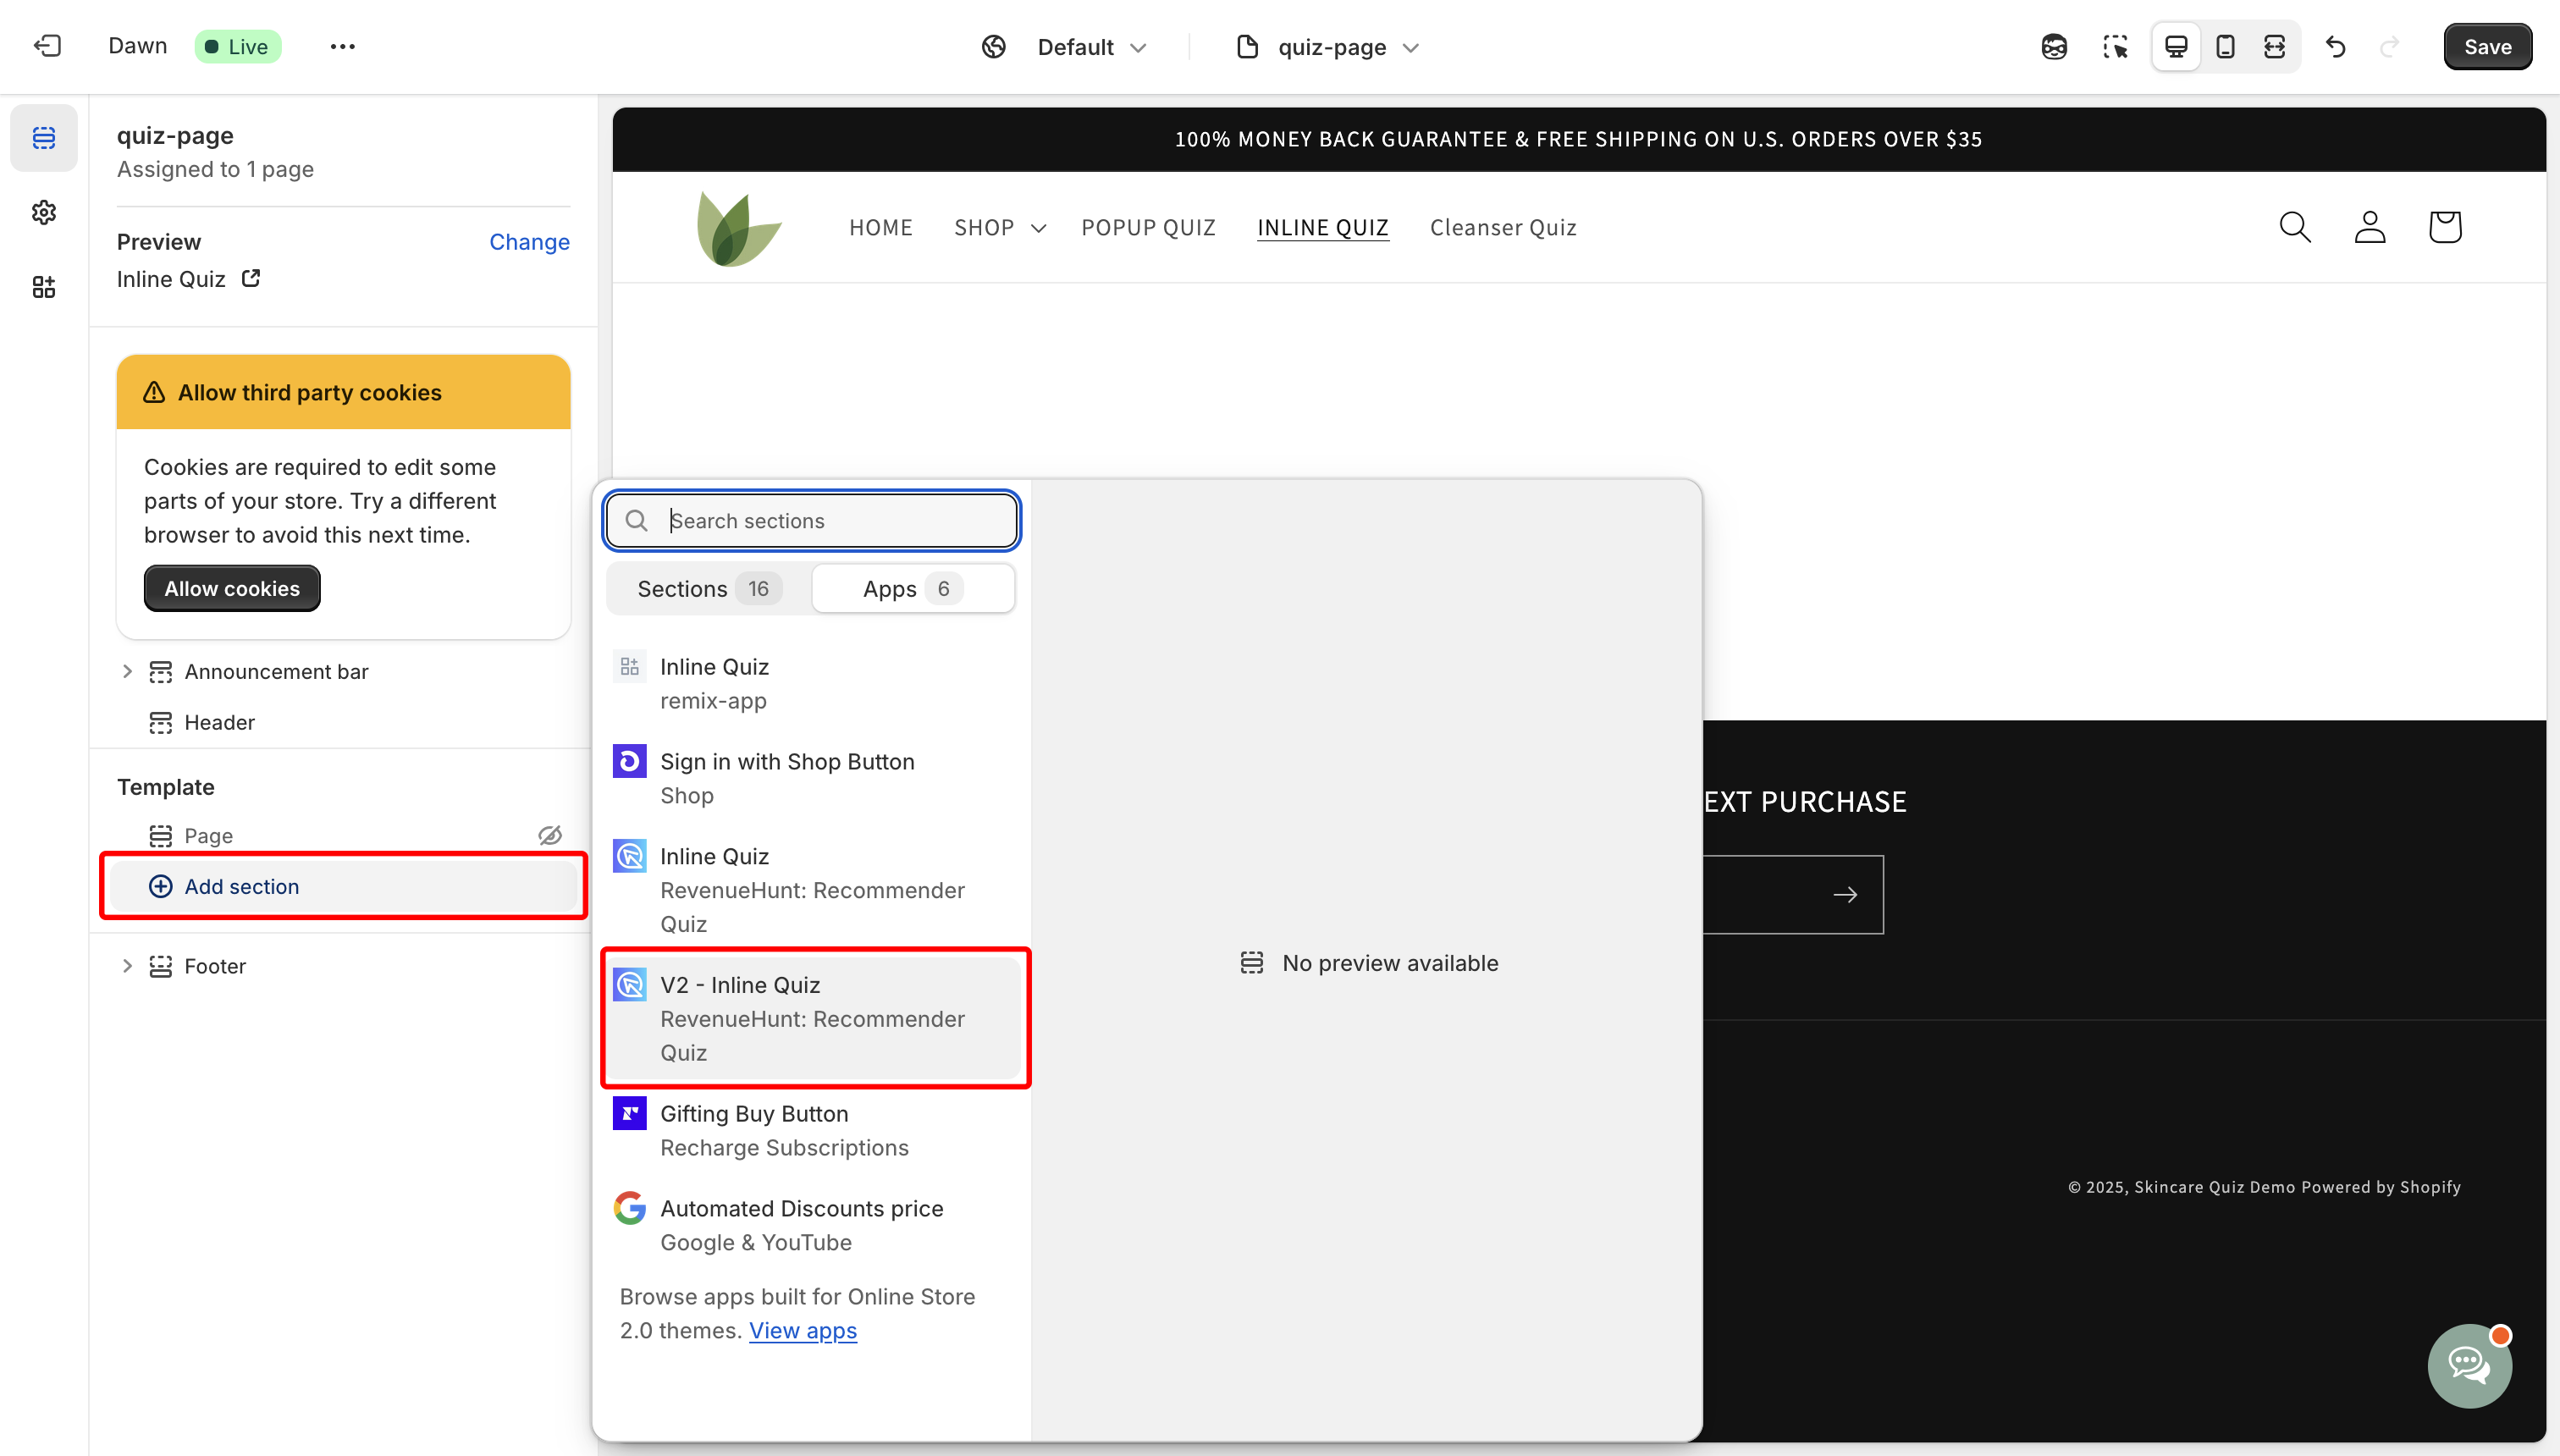 Dawn
Live
Default
quiz-page
Save
quiz-page
Assigned to 1 page
Preview
Change
Inline Quiz
Allow third party cookies
Cookies are required to edit some
parts of your store. Try a different
browser to avoid this next time.
Allow cookies
Announcement bar
Header
Template
Page
Add section
Footer
100% MONEY BACK GUARANTEE & FREE SHIPPING ON U.S. ORDERS OVER $35
HOME
SHOP
POPUP QUIZ
INLINE QUIZ
Cleanser Quiz
Search sections
Sections 16
Apps 6
Inline Quiz
remix-app
Sign in with Shop Button
Shop
Inline Quiz
RevenueHunt: Recommender
Quiz
V2 - Inline Quiz
RevenueHunt: Recommender
Quiz
Gifting Buy Button
Recharge Subscriptions
Automated Discounts price
Google & YouTube
Browse apps built for Online Store
2.0 themes. View apps
No preview available
EXT PURCHASE
© 2025, Skincare Quiz Demo Powered by Shopify